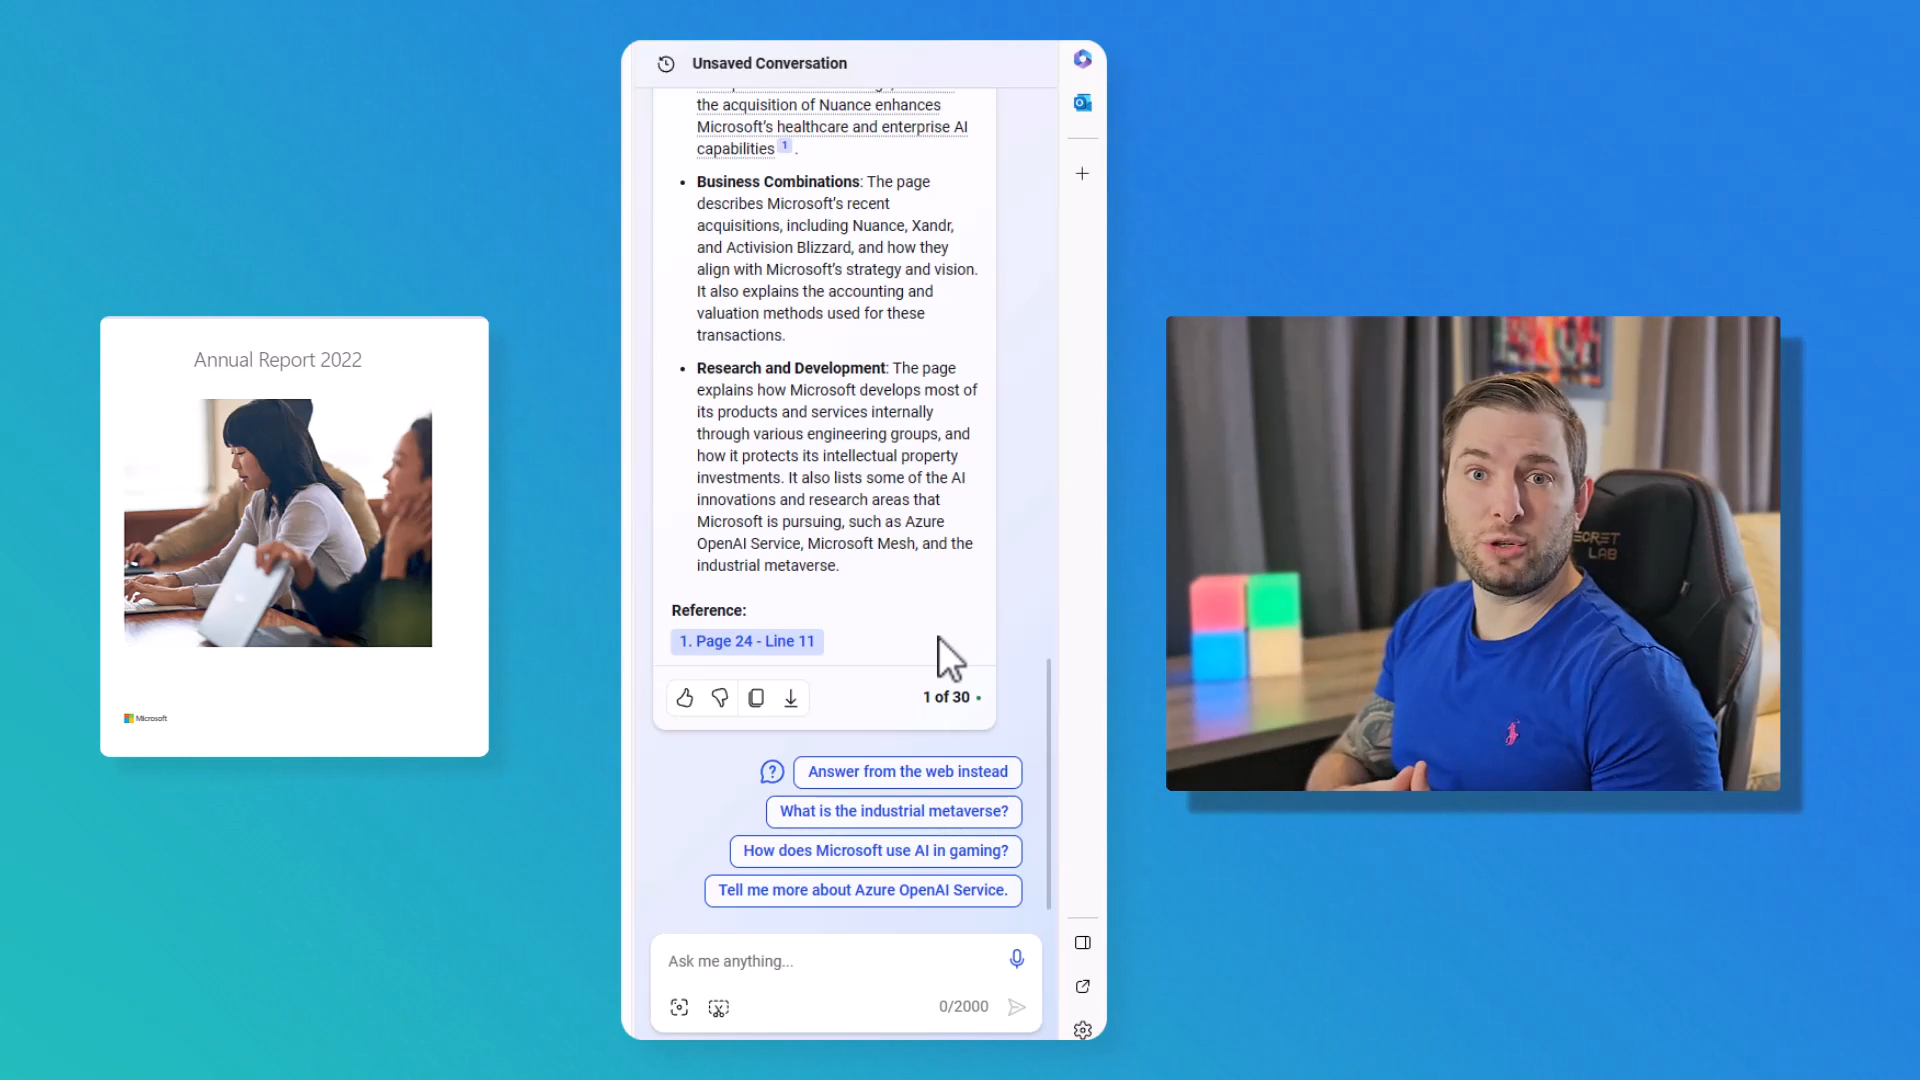 Annual Report 2022
Microsoft
Unsaved Conversation
the acquisition of Nuance enhances
Microsoft's healthcare and enterprise AI
capabilities 1 .
• Business Combinations: The page
describes Microsoft's recent
acquisitions, including Nuance, Xandr,
and Activision Blizzard, and how they
align with Microsoft's strategy and vision.
It also explains the accounting and
valuation methods used for these
transactions.
• Research and Development: The page
explains how Microsoft develops most of
its products and services internally
through various engineering groups, and
how it protects its intellectual property
investments. It also lists some of the AI
innovations and research areas that
Microsoft is pursuing, such as Azure
OpenAI Service, Microsoft Mesh, and the
industrial metaverse.
Reference:
1. Page 24 - Line 11
1 of 30
Answer from the web instead
What is the industrial metaverse?
How does Microsoft use AI in gaming?
Tell me more about Azure OpenAI Service.
Ask me anything...
0/2000
SECRET
LAB